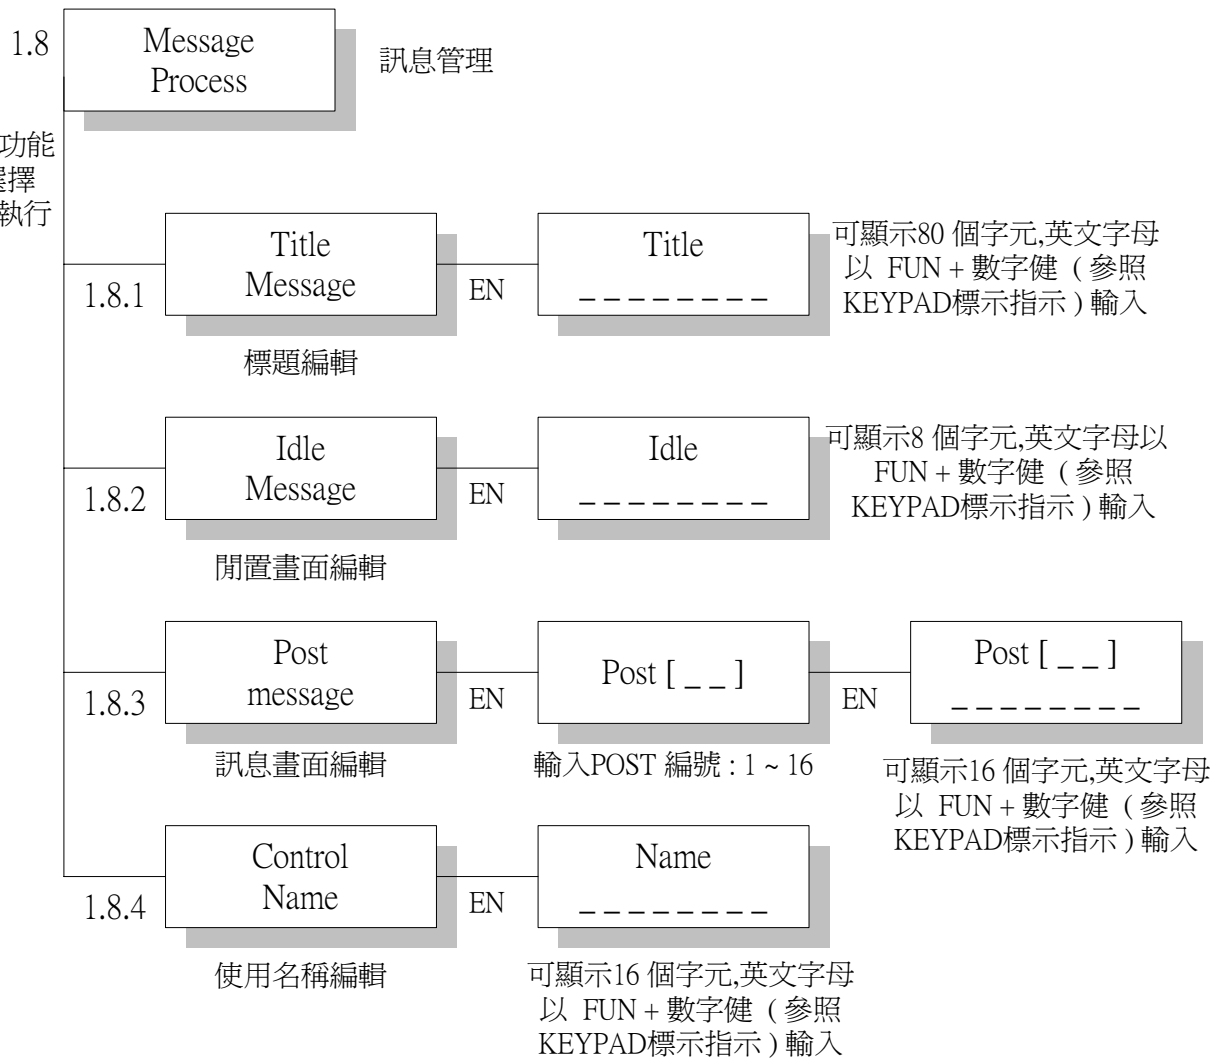 1.8
Message
Process
訊息管理
功能
選擇
執行
1.8.1
Title
Message
標題編輯
EN
Title
_ _ _ _ _ _ _ _
可顯示80 個字元,英文字母
以 FUN + 數字健 ( 參照
KEYPAD標示指示 ) 輸入
1.8.2
Idle
Message
閒置畫面編輯
EN
Idle
_ _ _ _ _ _ _ _
可顯示8 個字元,英文字母以
FUN + 數字健 ( 參照
KEYPAD標示指示 ) 輸入
1.8.3
Post
message
訊息畫面編輯
EN
Post [ _ _ ]
輸入POST 編號 : 1 ~ 16
EN
Post [ _ _ ]
_ _ _ _ _ _ _ _
可顯示16 個字元,英文字母
以 FUN + 數字健 ( 參照
KEYPAD標示指示 ) 輸入
1.8.4
Control
Name
使用名稱編輯
EN
Name
_ _ _ _ _ _ _ _
可顯示16 個字元,英文字母
以 FUN + 數字健 ( 參照
KEYPAD標示指示 ) 輸入